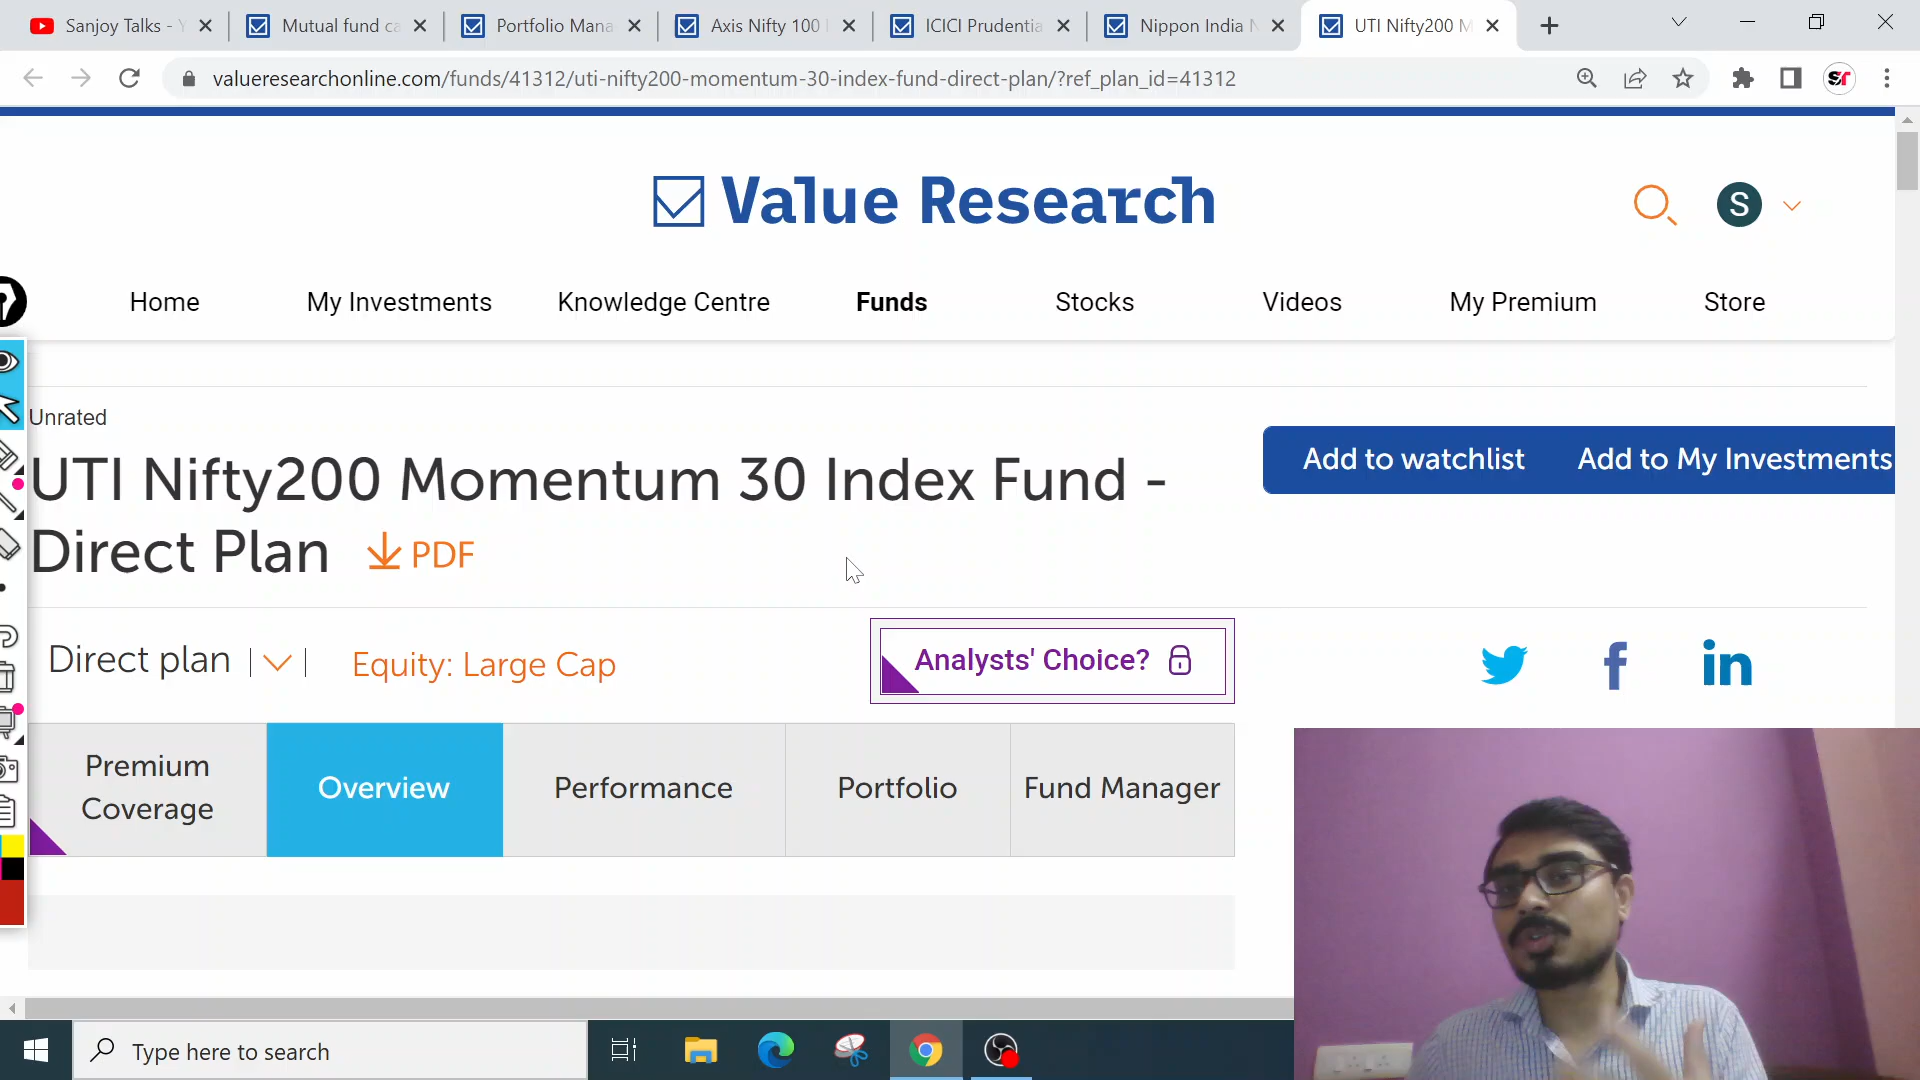 Sanjoy Talks -
Mutual fund ca
Portfolio Mana
Axis Nifty 100
ICICI Prudentia
Nippon India N
UTI Nifty200 M
valueresearchonline.com/funds/41312/uti-nifty200-momentum-30-index-fund-direct-plan/?ref_plan_id=41312
Value Research
S
Home
My Investments
Knowledge Centre
Funds
Stocks
Videos
My Premium
Store
Unrated
UTI Nifty200 Momentum 30 Index Fund -
Direct Plan
PDF
Add to watchlist
Add to My Investments
Direct plan
Equity: Large Cap
Analysts' Choice?
Premium
Coverage
Overview
Performance
Portfolio
Fund Manager
Type here to search